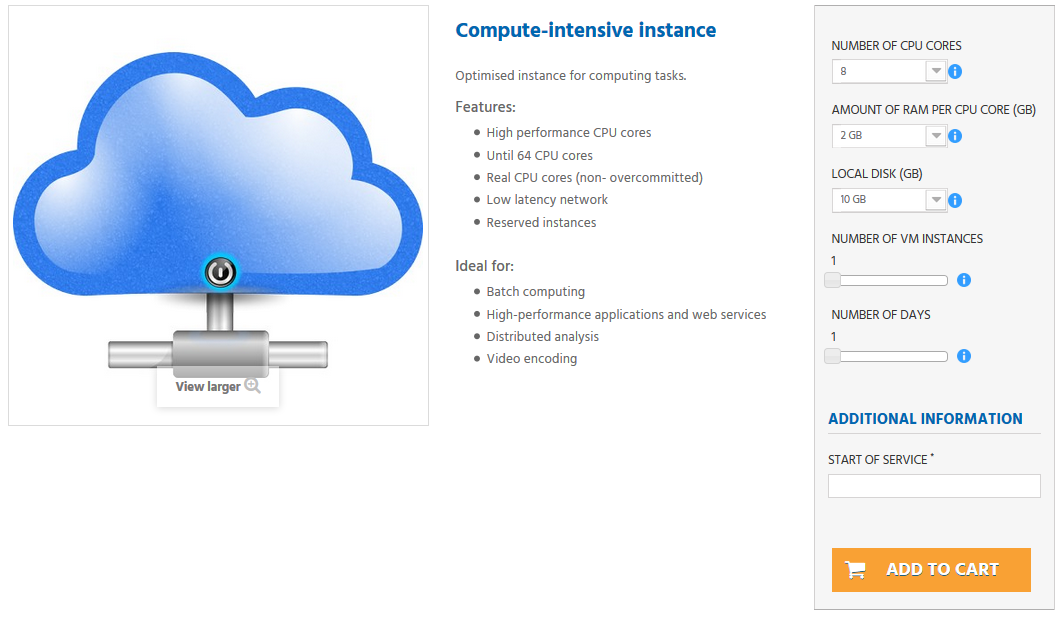 Compute-intensive instance
Optimised instance for computing tasks.
Features:
High performance CPU cores
Until 64 CPU cores
Real CPU cores (non- overcommitted)
Low latency network
Reserved instances
Ideal for:
Batch computing
High-performance applications and web services
Distributed analysis
Video encoding
View larger
NUMBER OF CPU CORES
8
AMOUNT OF RAM PER CPU CORE (GB)
2 GB
LOCAL DISK (GB)
10 GB
NUMBER OF VM INSTANCES
1
NUMBER OF DAYS
1
ADDITIONAL INFORMATION
START OF SERVICE *
ADD TO CART